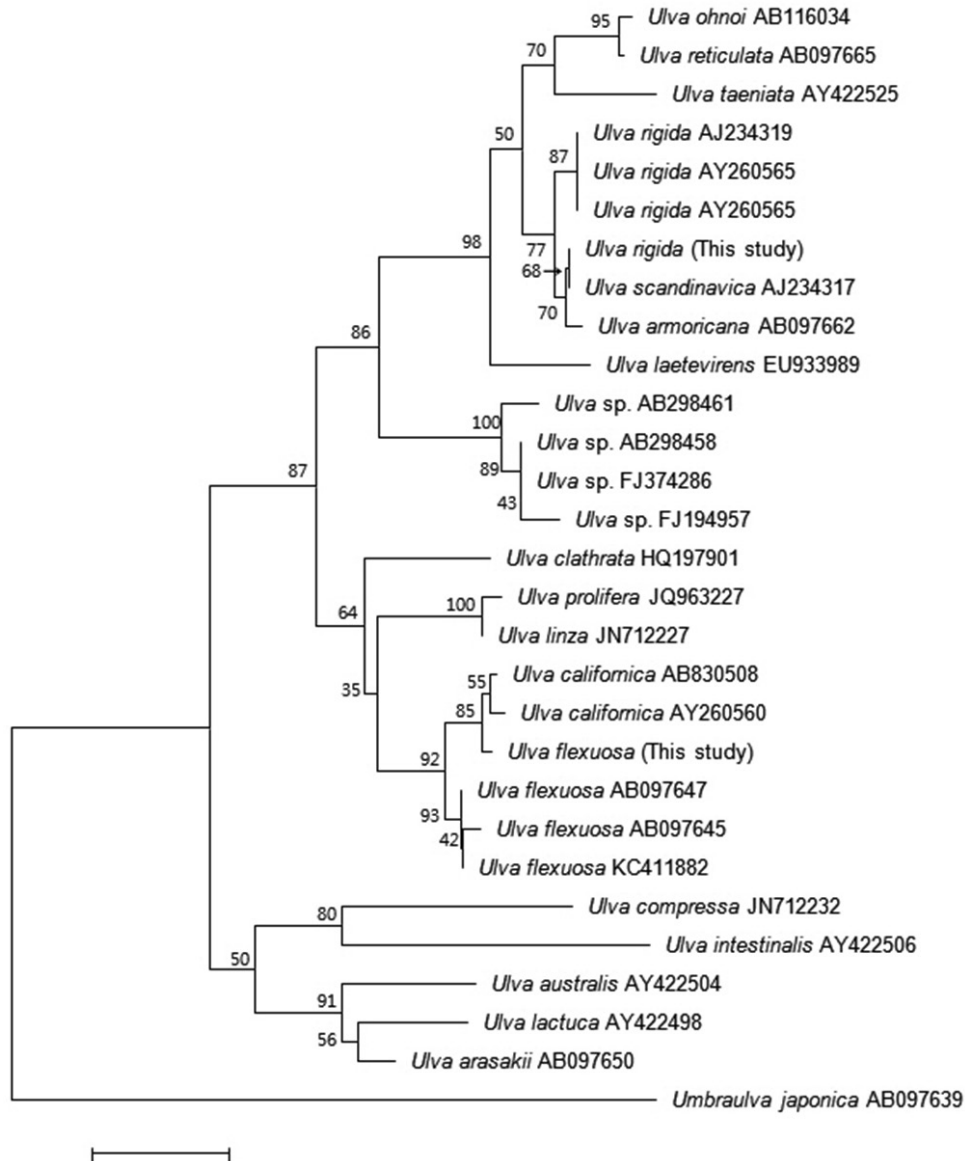 95 Ulva ohnoi AB116034
Ulva reticulata AB097665
70
Ulva taeniata AY422525
50
Ulva rigida AJ234319
87
Ulva rigida AY260565
Ulva rigida AY260565
98
77
Ulva rigida (This study)
68
Ulva scandinavica AJ234317
70
Ulva armoricana AB097662
86
Ulva laetevirens EU933989
Ulva sp. AB298461
100
Ulva sp. AB298458
87
89
Ulva sp. FJ374286
43
Ulva sp. FJ194957
Ulva clathrata HQ197901
64
100
Ulva prolifera JQ963227
Ulva linza JN712227
35
55
Ulva californica AB830508
85
Ulva californica AY260560
92
Ulva flexuosa (This study)
Ulva flexuosa AB097647
93
Ulva flexuosa AB097645
42
Ulva flexuosa KC411882
80
Ulva compressa JN712232
50
Ulva intestinalis AY422506
91
Ulva australis AY422504
56
Ulva lactuca AY422498
Ulva arasakii AB097650
Umbraulva japonica AB097639